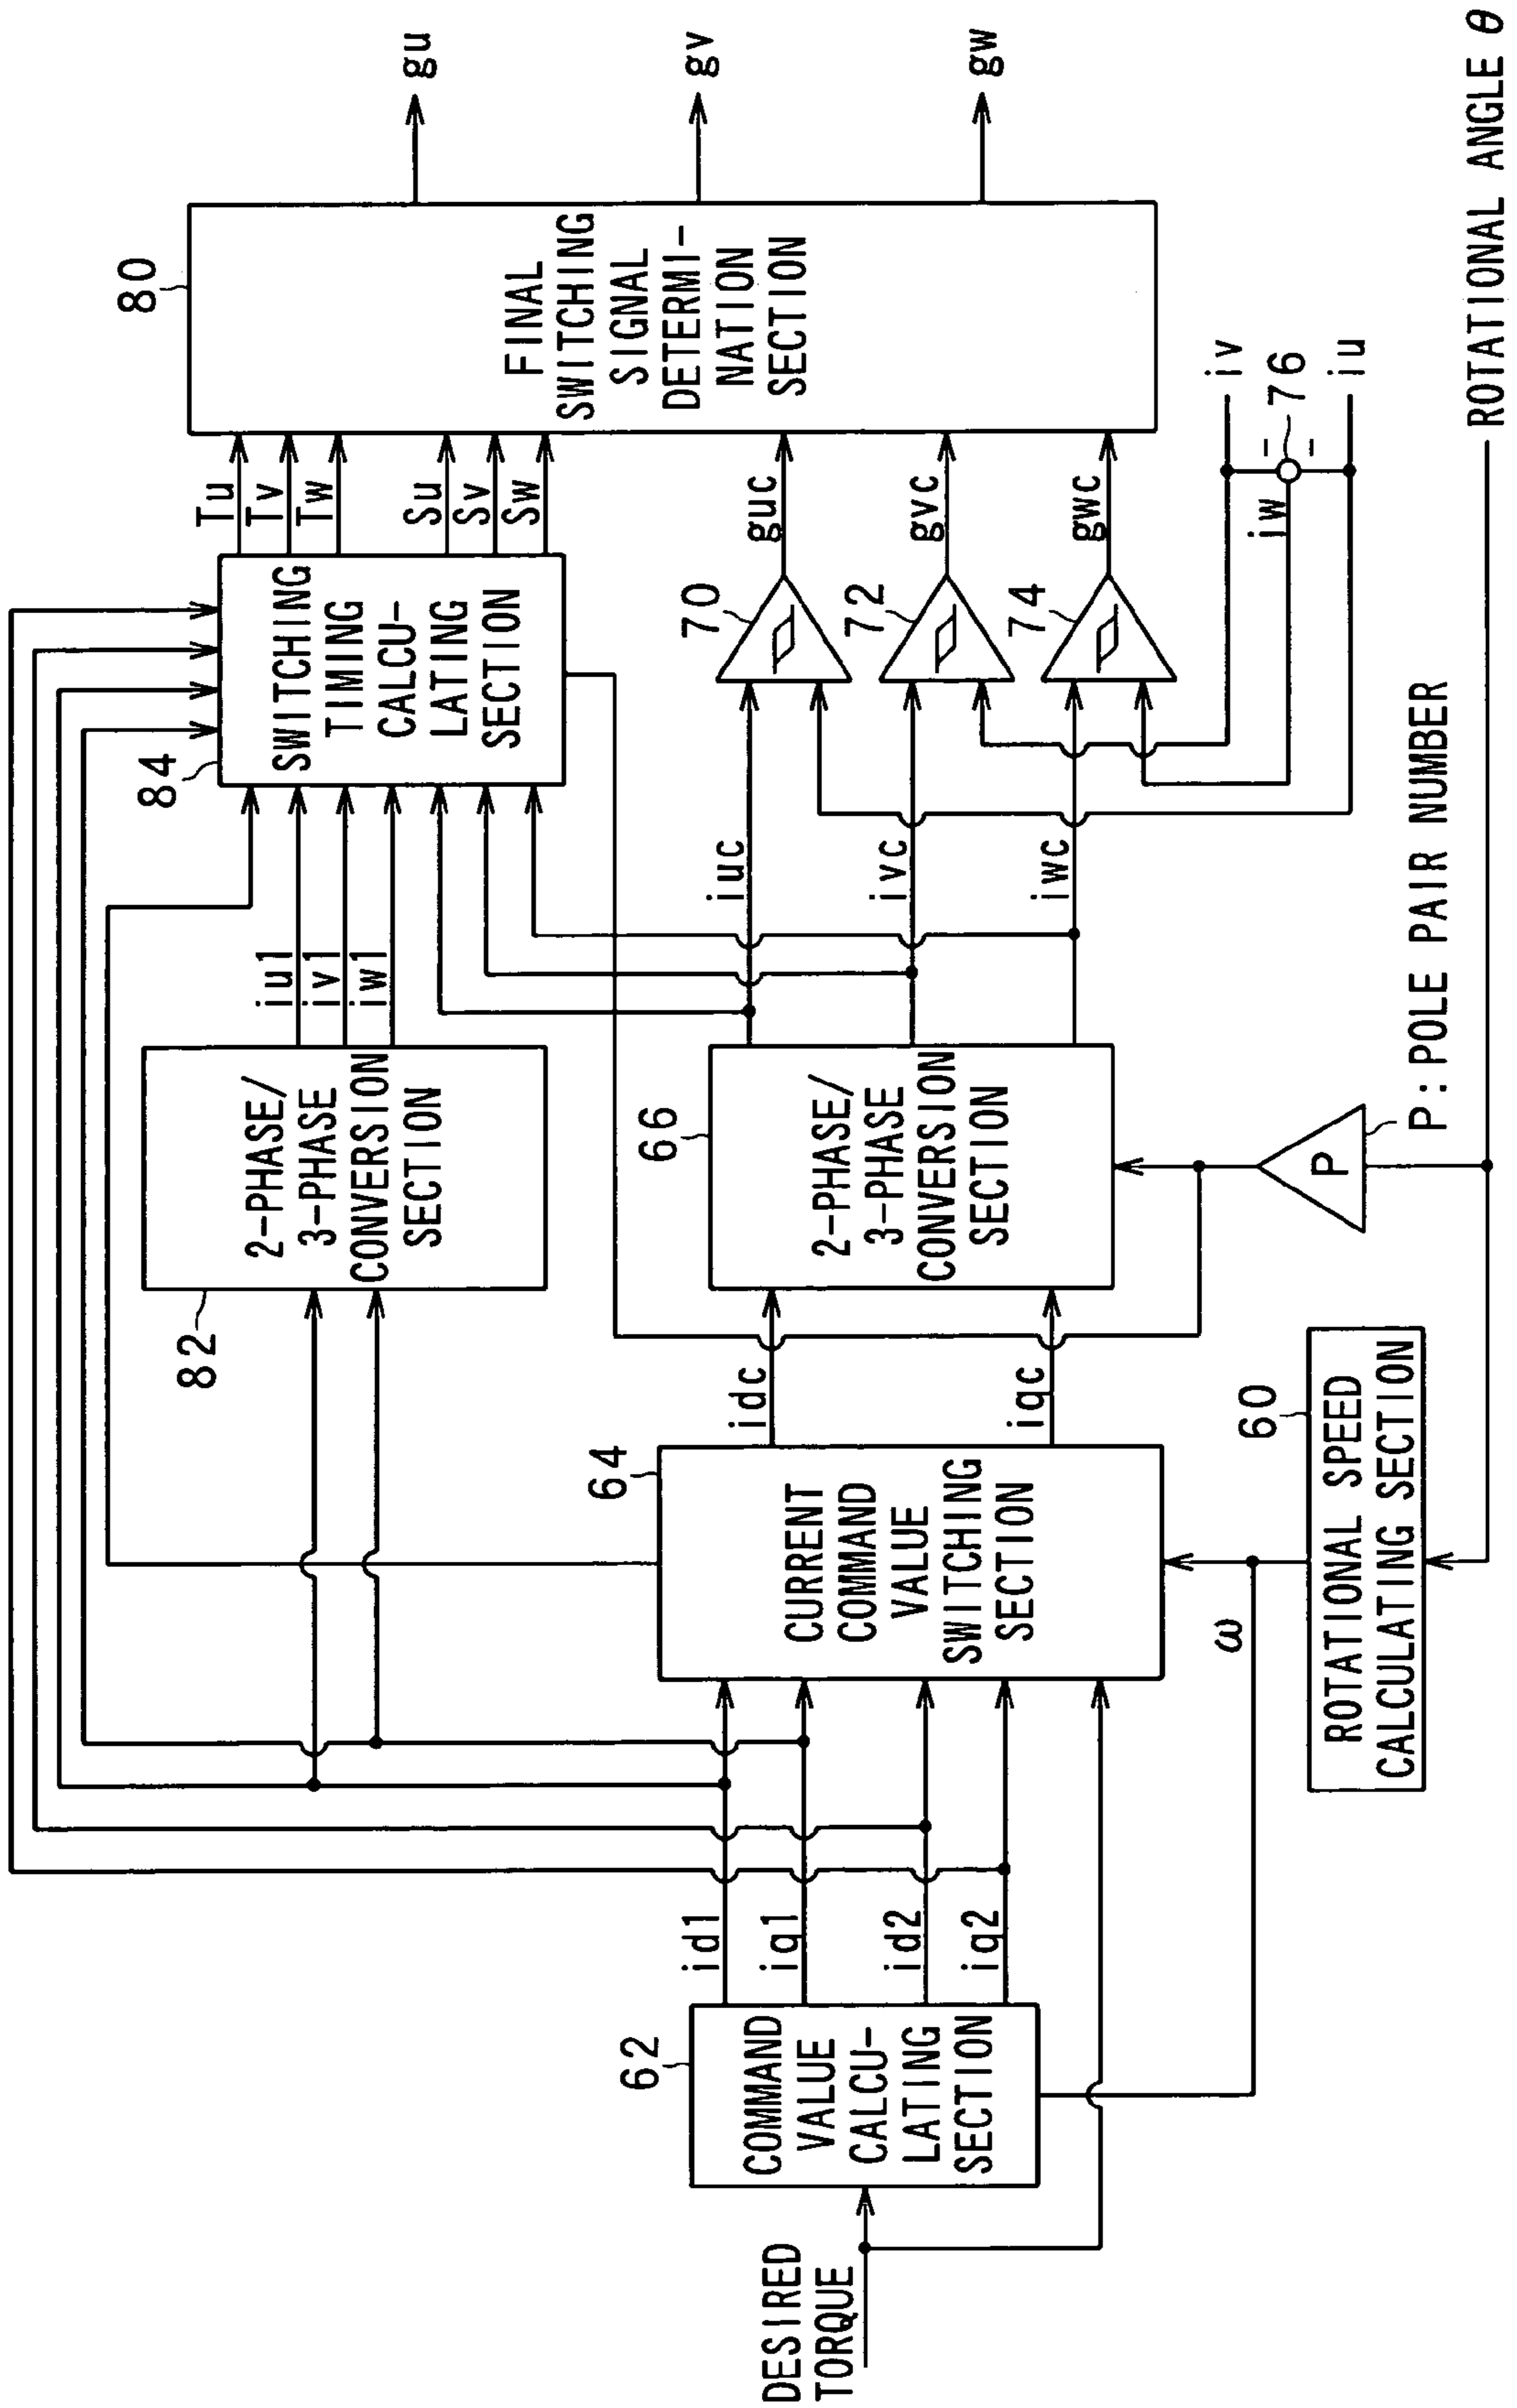 DESIRED
TORQUE
62
COMMAND
VALUE
CALCU-
LATING
SECTION
id1
iq1
id2
iq2
64
CURRENT
COMMAND
VALUE
SWITCHING
SECTION
ω
60
ROTATIONAL SPEED
CALCULATING SECTION
idc
iqc
82
2-PHASE/
3-PHASE
CONVERSION
SECTION
66
2-PHASE/
3-PHASE
CONVERSION
SECTION
P
P:POLE PAIR NUMBER
iu1
iv1
iw1
iuc
ivc
iwc
84
SWITCHING
TIMING
CALCU-
LATING
SECTION
70
72
74
Tu
Tv
Tw
Su
Sv
Sw
guc
gvc
gwc
iw
- 76
-
iv
iu
80
FINAL
SWITCHING
SIGNAL
DETERMI-
NATION
SECTION
gu
gv
gw
ROTATIONAL ANGLE θ